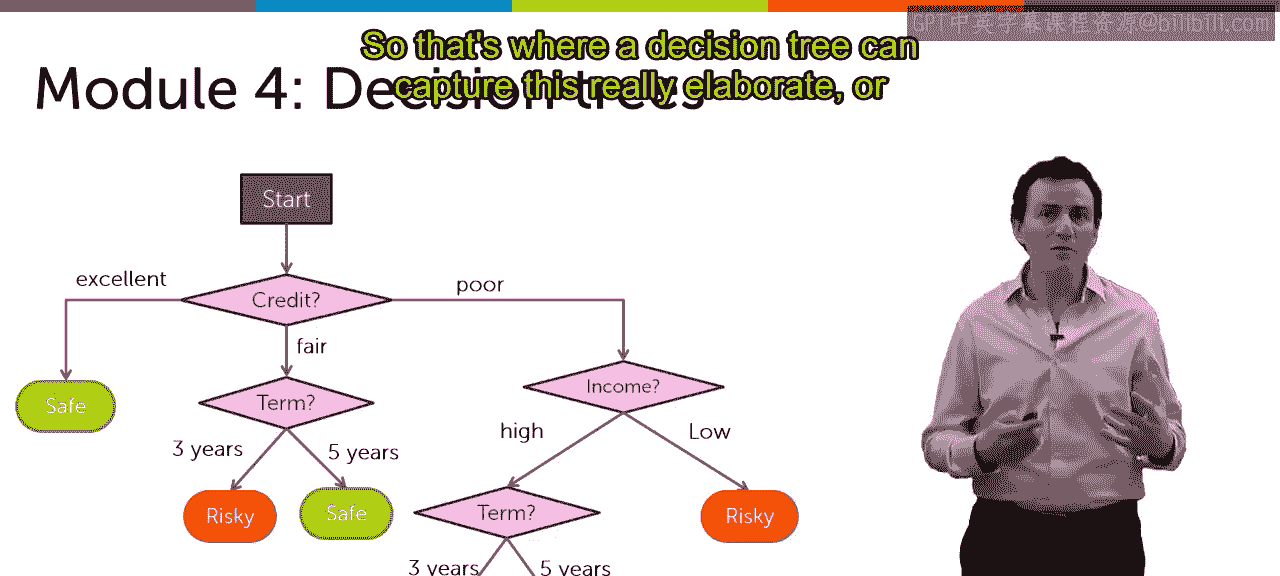 GPT中英字幕课程资源@bilibili.com
So that's where a decision tree can
capture this really elaborate, or
Module 4: Decision trees
Start
excellent
Credit?
poor
fair
Safe
Term?
Income?
3 years
5 years
high
Low
Risky
Safe
Term?
Risky
3 years
5 years